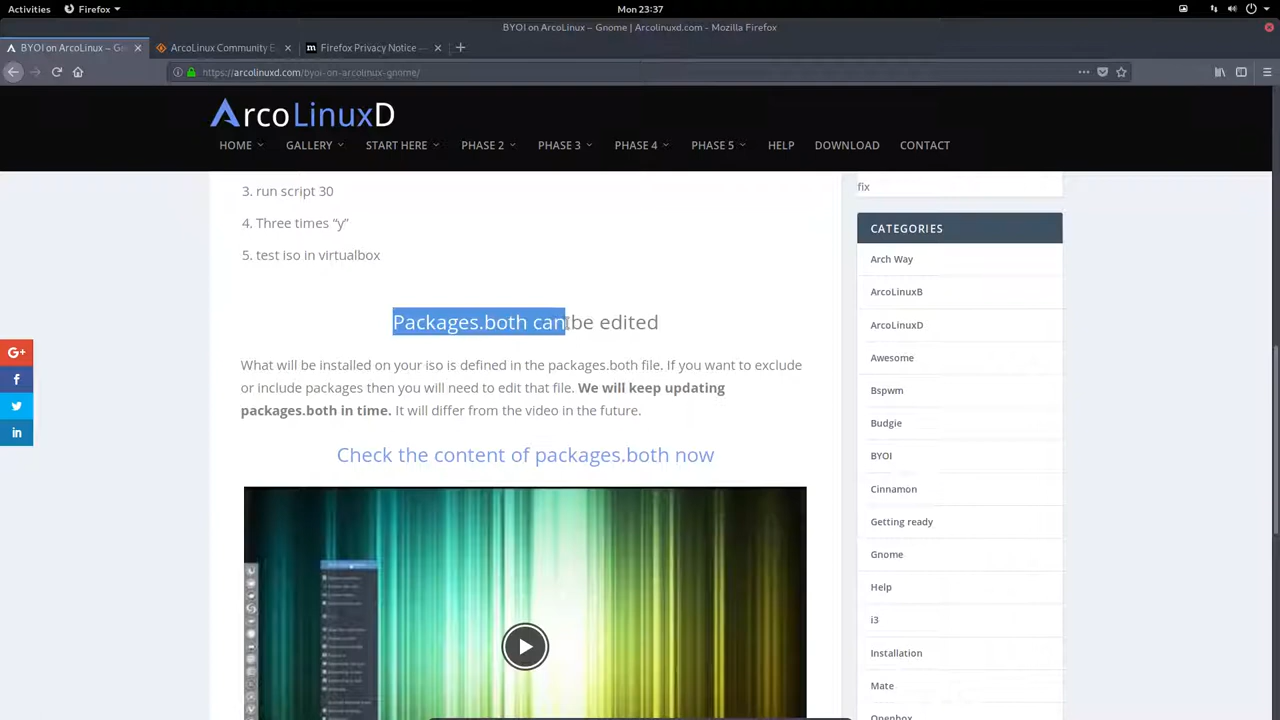 Activities
Firefox
Mon 23:37
BYOI on ArcoLinux – Gnome | Arcolinuxd.com - Mozilla Firefox
BYOI on ArcoLinux – Gno
ArcoLinux Community E
Firefox Privacy Notice —
https://arcolinuxd.com/byoi-on-arcolinux-gnome/
ArcoLinuxD
HOME
GALLERY
START HERE
PHASE 2
PHASE 3
PHASE 4
PHASE 5
HELP
DOWNLOAD
CONTACT
3. run script 30
4. Three times “y”
5. test iso in virtualbox
Packages.both can be edited
What will be installed on your iso is defined in the packages.both file. If you want to exclude
or include packages then you will need to edit that file. We will keep updating
packages.both in time. It will differ from the video in the future.
Check the content of packages.both now
fix
CATEGORIES
Arch Way
ArcoLinuxB
ArcoLinuxD
Awesome
Bspwm
Budgie
BYOI
Cinnamon
Getting ready
Gnome
Help
i3
Installation
Mate
Openbox
G+
f
in